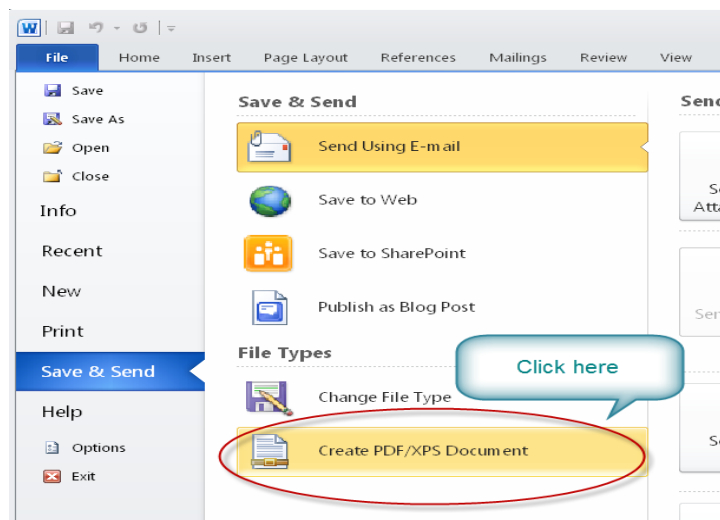 File Home Insert Page Layout References Mailings Review View
Save
Save As
Open
Close
Info
Recent
New
Print
Save & Send
Help
Options
Exit
Save & Send
Send Using E-mail
Save to Web
Save to SharePoint
Publish as Blog Post
File Types
Change File Type
Create PDF/XPS Document
Click here